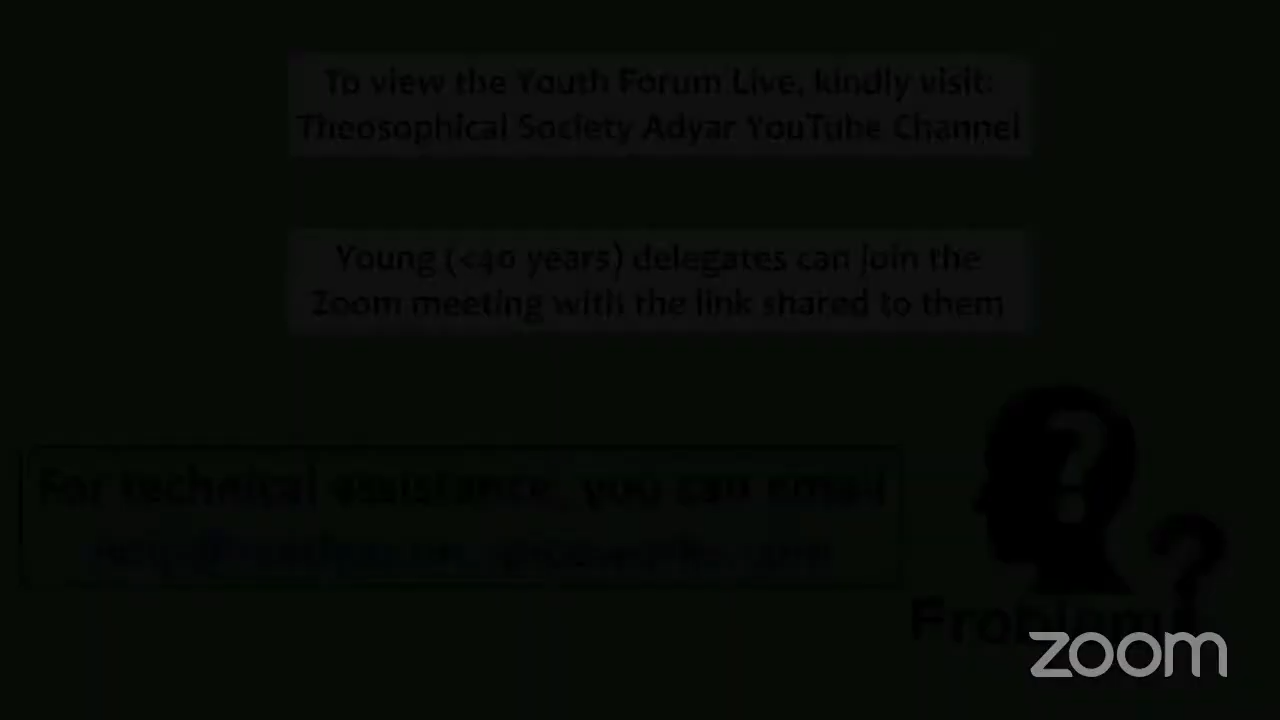 To view the Youth Forum Live, kindly visit:
Theosophical Society Adyar YouTube Channel
Young (<40 years) delegates can join the
Zoom meeting with the link shared to them
For technical assistance, you can email
?
?
Problem
zoom